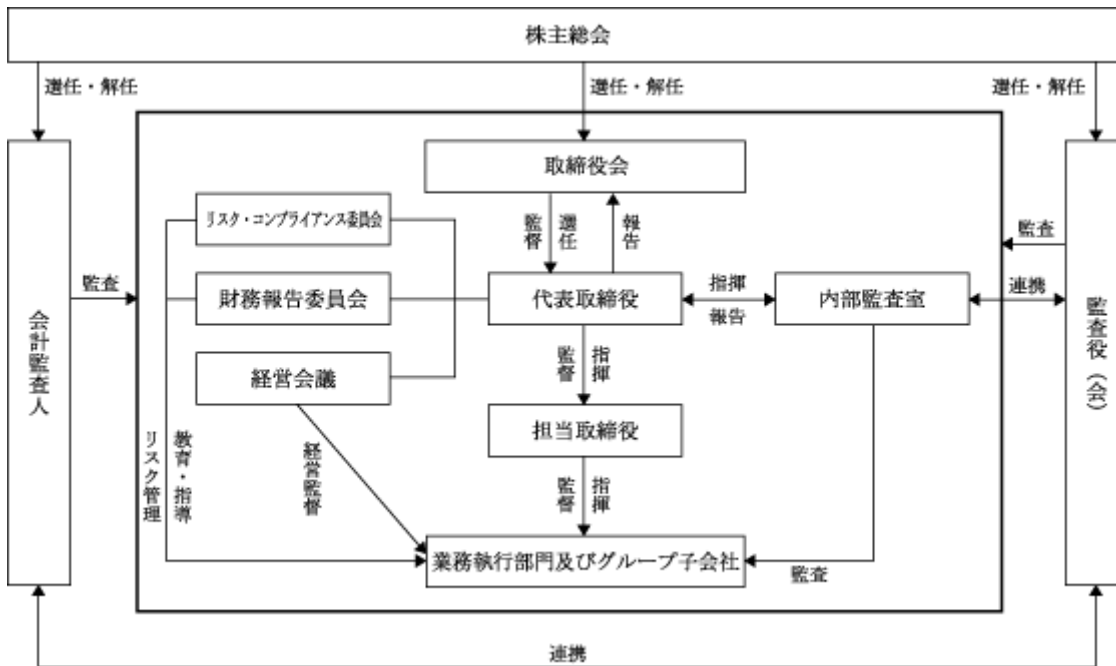 株主総会
選任・解任
選任・解任
選任・解任
取締役会
リスク・コンプライアンス委員会
監督
選任
報告
監査
監査
財務報告委員会
代表取締役
指揮
報告
内部監査室
連携
会計監査人
監査役（会）
経営会議
監督
指揮
担当取締役
リスク管理
教育・指導
経営監督
監督
指揮
業務執行部門及びグループ子会社
監査
連携